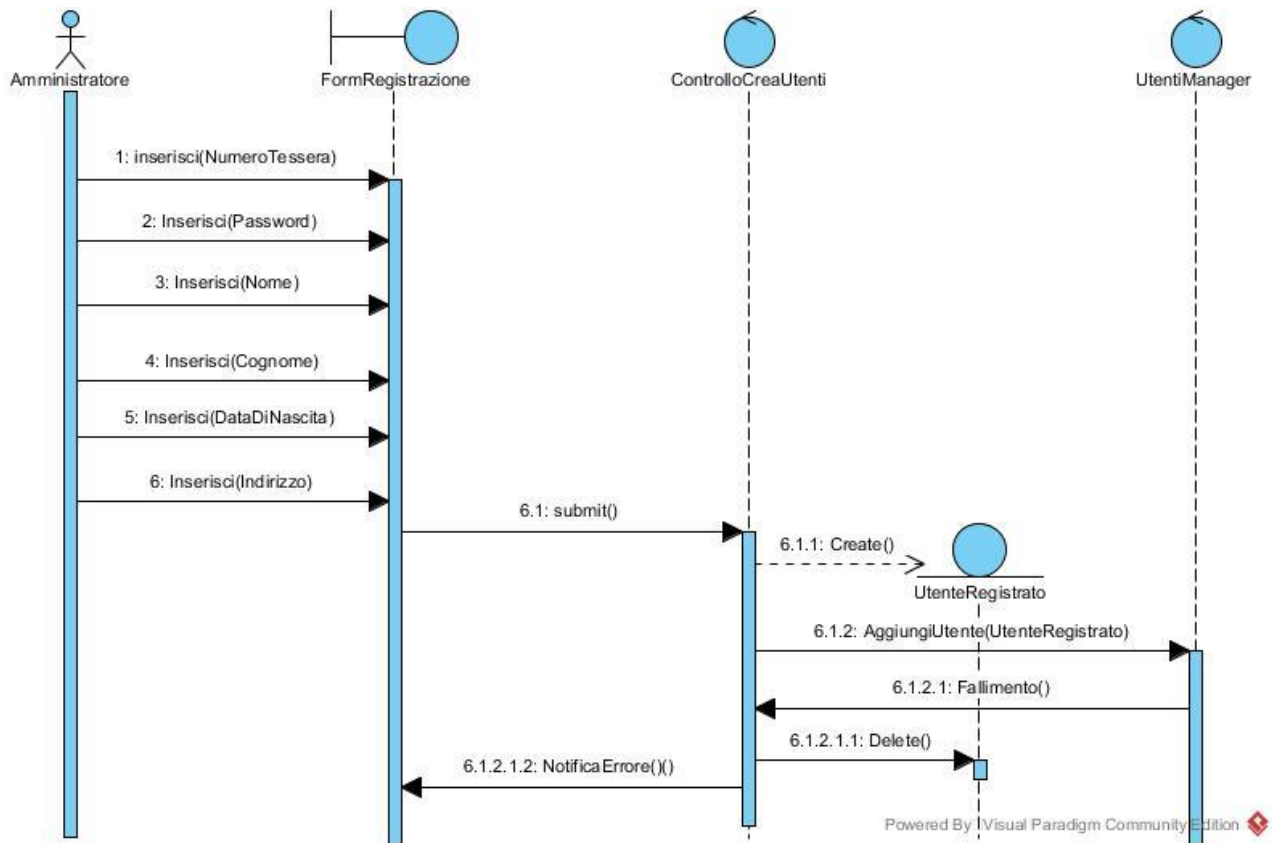 Amministratore
FormRegistrazione
ControlloCreaUtenti
UtentiManager
1: inserisci(NumeroTessera)
2: Inserisci(Password)
3: Inserisci(Nome)
4: Inserisci(Cognome)
5: Inserisci(DataDiNascita)
6: Inserisci(Indirizzo)
6.1: submit()
6.1.1: Create()
UtenteRegistrato
6.1.2: AggiungiUtente(UtenteRegistrato)
6.1.2.1: Fallimento()
6.1.2.1.1: Delete()
6.1.2.1.2: NotificaErrore()()
Powered By Visual Paradigm Community Edition